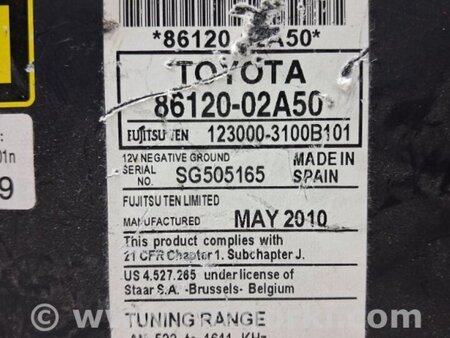 *86120 A50*
TOYOTA
86120-02A50
FUJITSU TEN 123000-3100B101
12V NEGATIVE GROUND MADE IN
SERIAL NO. SG505165 SPAIN
FUJITSU TEN LIMITED
MANUFACTURED MAY 2010
This product complies with
21 CFR Chapter 1. Subchapter J.
US 4.527.265 under license of
Staar S.A. -Brussels- Belgium
TUNING RANGE
01n
9